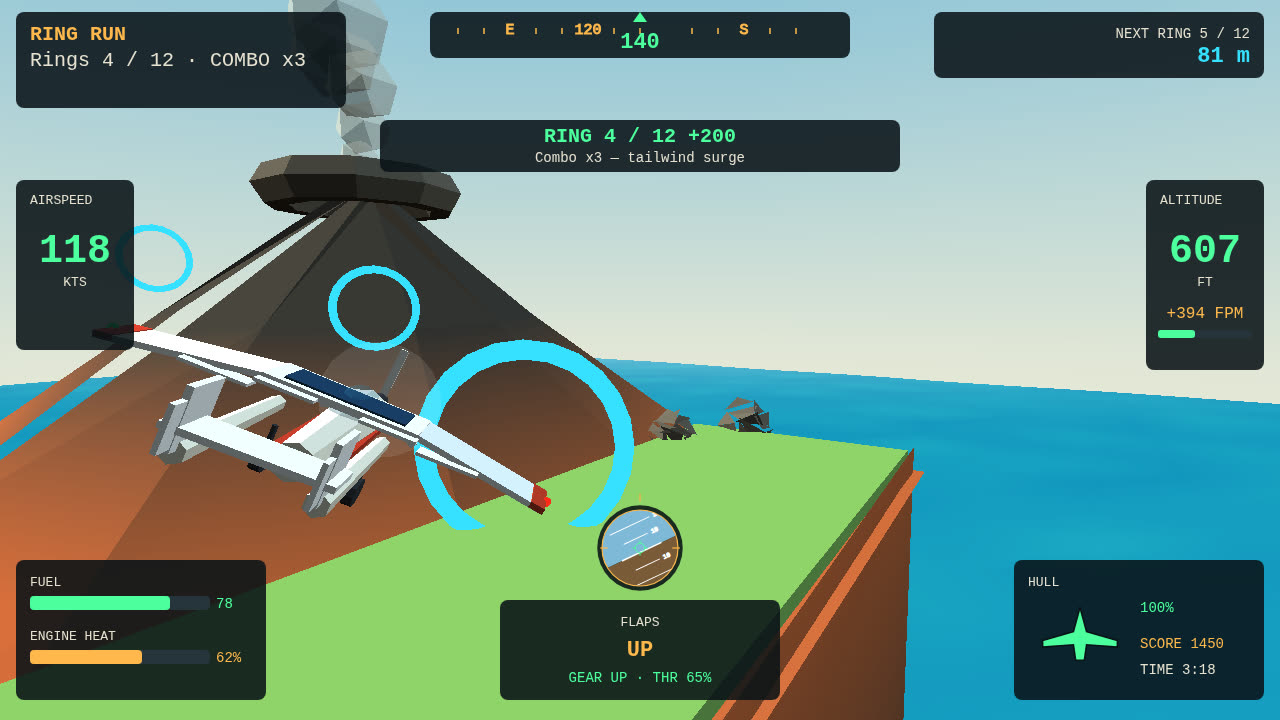 RING RUN
Rings 4 / 12 · COMBO x3
E 120 S
140
NEXT RING 5 / 12
81 m
RING 4 / 12 +200
Combo x3 — tailwind surge
AIRSPEED
118
KTS
ALTITUDE
607
FT
+394 FPM
FUEL
78
ENGINE HEAT
62%
10
10
FLAPS
UP
GEAR UP · THR 65%
HULL
100%
SCORE 1450
TIME 3:18